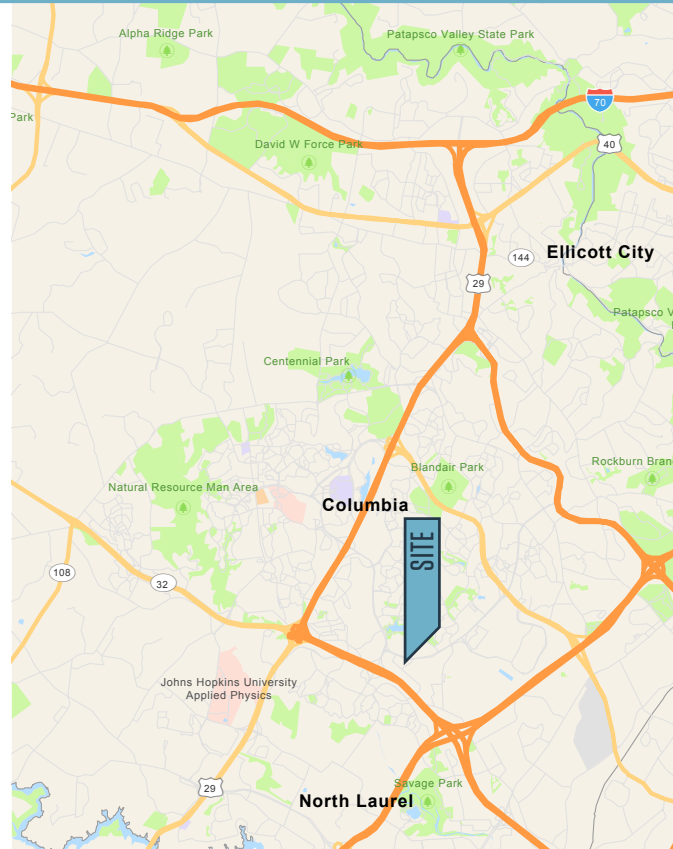 Alpha Ridge Park
Patapsco Valley State Park
70
Park
40
David W Force Park
144
Ellicott City
29
Patapsco V
Centennial Park
Blandair Park
Rockburn Bran
Natural Resource Man Area
Columbia
SITE
108
32
Johns Hopkins University
Applied Physics
29
Savage Park
North Laurel